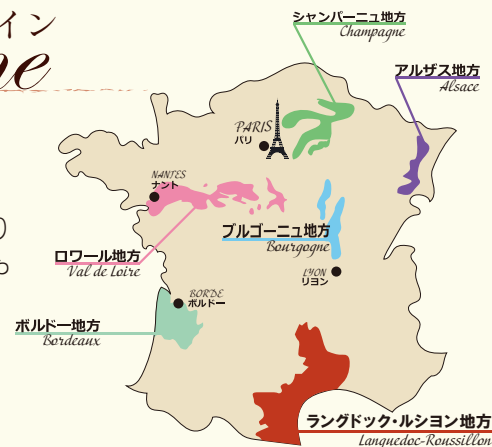 イン
ne
シャンパーニュ地方
Champagne
アルザス地方
Alsace
PARIS
パリ
NANTES
ナント
ブルゴーニュ地方
Bourgogne
ロワール地方
Val de Loire
LYON
リヨン
BORDE
ボルドー
ボルドー地方
Bordeaux
ラングドック・ルシヨン地方
Languedoc-Roussillon